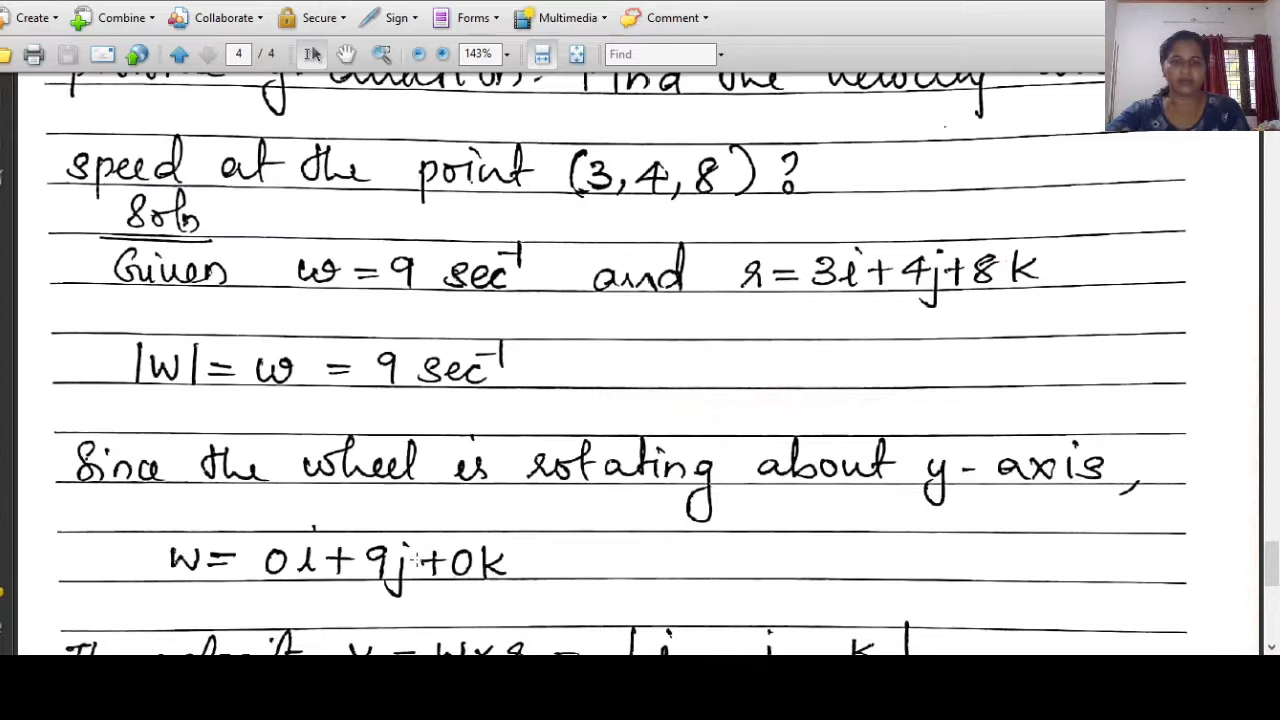 Create Combine Collaborate Secure Sign Forms Multimedia Comment
4 / 4 143% Find
speed at the point (3, 4, 8) ?
Soln
Given ω = 9 sec⁻¹ and r = 3i + 4j + 8k
|W| = ω = 9 sec⁻¹
Since the wheel is rotating about y-axis,
W = 0i + 9j + 0k